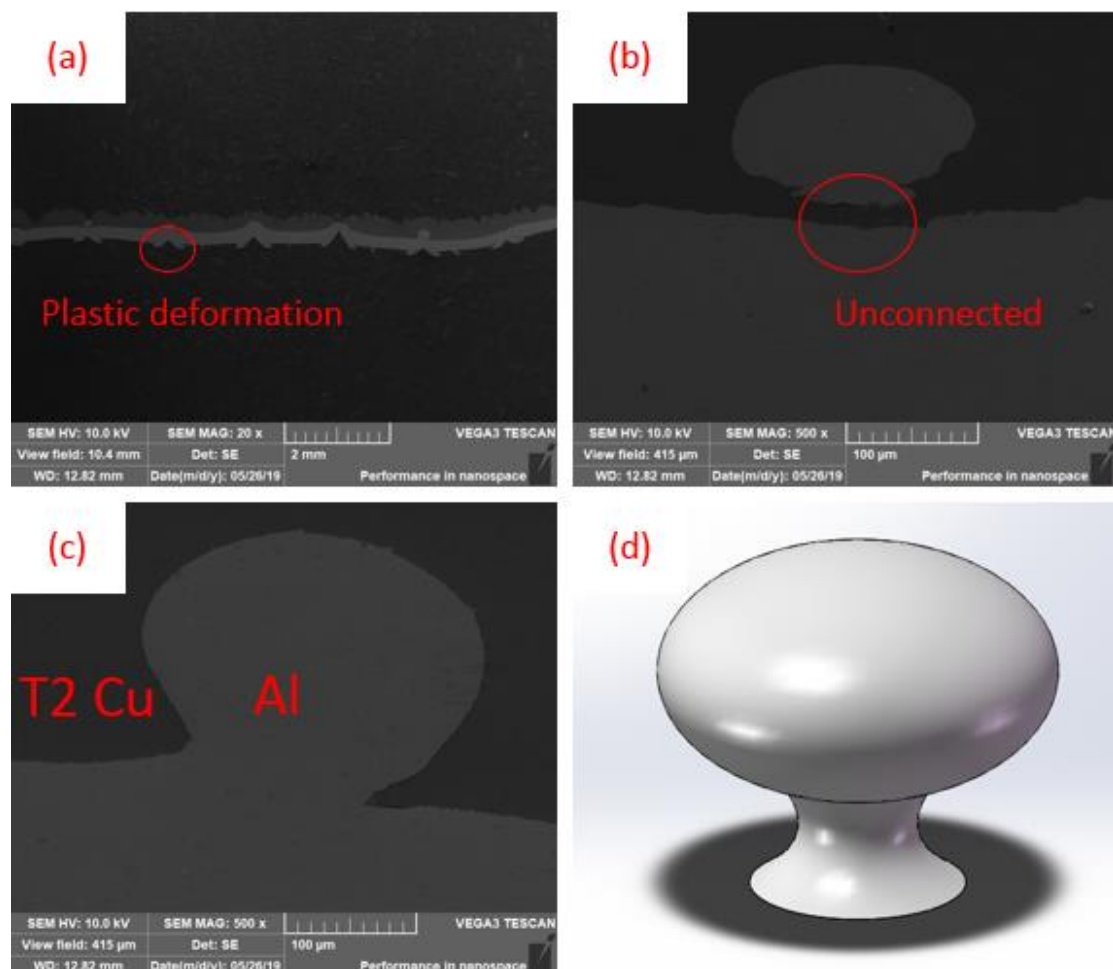 (a)
Plastic deformation
SEM HV: 10.0 kV
SEM MAG: 20 x
VEGA3 TESCAN
View field: 10.4 mm
Det: SE
2 mm
WD: 12.82 mm
Date(m/d/y): 05/26/19
Performance in nanospace
(b)
Unconnected
SEM HV: 10.0 kV
SEM MAG: 500 x
VEGA3 TESCAN
View field: 415 µm
Det: SE
100 µm
WD: 12.82 mm
Date(m/d/y): 05/26/19
Performance in nanospace
(c)
T2 Cu
Al
SEM HV: 10.0 kV
SEM MAG: 500 x
VEGA3 TESCAN
View field: 415 µm
Det: SE
100 µm
WD: 12.82 mm
Date(m/d/y): 05/26/19
Performance in nanospace
(d)